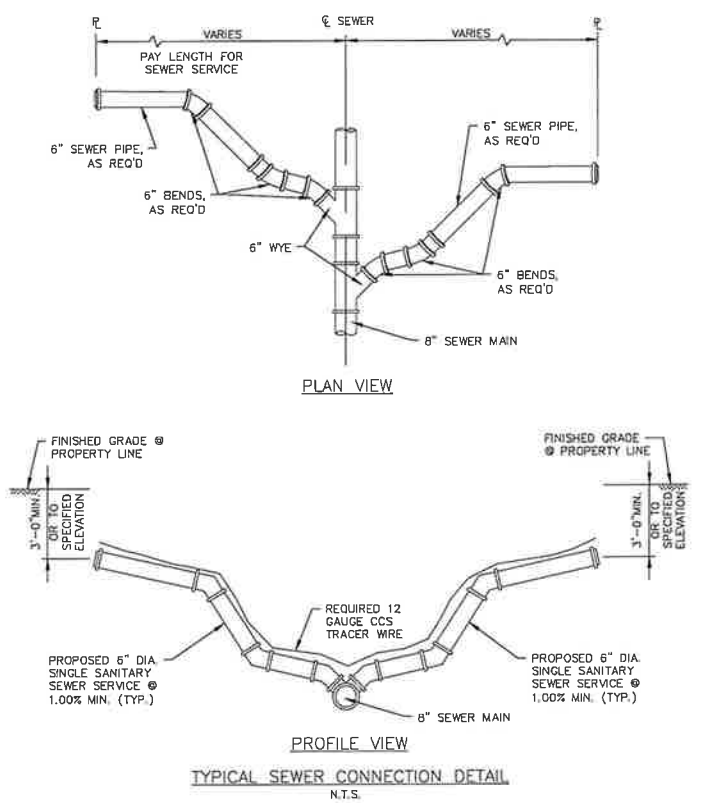 ℄ SEWER
VARIES
VARIES
PAY LENGTH FOR
SEWER SERVICE
6" SEWER PIPE,
AS REQ'D
6" SEWER PIPE,
AS REQ'D
6" BENDS,
AS REQ'D
6" WYE
6" BENDS,
AS REQ'D
8" SEWER MAIN
PLAN VIEW
FINISHED GRADE @
PROPERTY LINE
FINISHED GRADE
@ PROPERTY LINE
3'-0"MIN.
OR TO
SPECIFIED
ELEVATION
3'-0"MIN.
OR TO
SPECIFIED
ELEVATION
REQUIRED 12
GAUGE CCS
TRACER WIRE
PROPOSED 6" DIA.
SINGLE SANITARY
SEWER SERVICE @
1.00% MIN. (TYP.)
PROPOSED 6" DIA.
SINGLE SANITARY
SEWER SERVICE @
1.00% MIN. (TYP.)
8" SEWER MAIN
PROFILE VIEW
TYPICAL SEWER CONNECTION DETAIL
N.T.S.